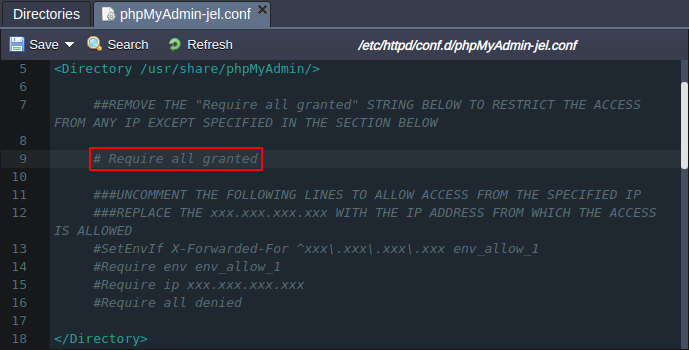 Directories phpMyAdmin-jel.conf
Save Search Refresh /etc/httpd/conf.d/phpMyAdmin-jel.conf
5 <Directory /usr/share/phpMyAdmin/>
6
7 ##REMOVE THE "Require all granted" STRING BELOW TO RESTRICT THE ACCESS
FROM ANY IP EXCEPT SPECIFIED IN THE SECTION BELOW
8
9 # Require all granted
10
11 ###UNCOMMENT THE FOLLOWING LINES TO ALLOW ACCESS FROM THE SPECIFIED IP
12 ###REPLACE THE xxx.xxx.xxx.xxx WITH THE IP ADDRESS FROM WHICH THE ACCESS
IS ALLOWED
13 #SetEnvIf X-Forwarded-For ^xxx\.xxx\.xxx\.xxx env_allow_1
14 #Require env env_allow_1
15 #Require ip xxx.xxx.xxx.xxx
16 #Require all denied
17
18 </Directory>